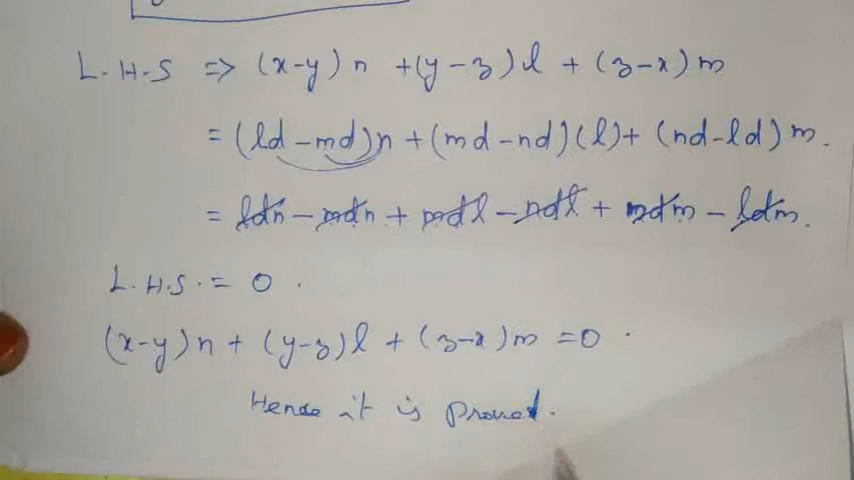 L.H.S => (x-y)n +(y-z)l + (z-x)m
= (ld -md)n +(md-nd)(l)+ (nd-ld)m.
= ldn - mdn + mdl - ndl + ndm - ldm.
L.H.S. = 0.
(x-y)n + (y-z)l + (z-x)m =0.
Hence it is proved.